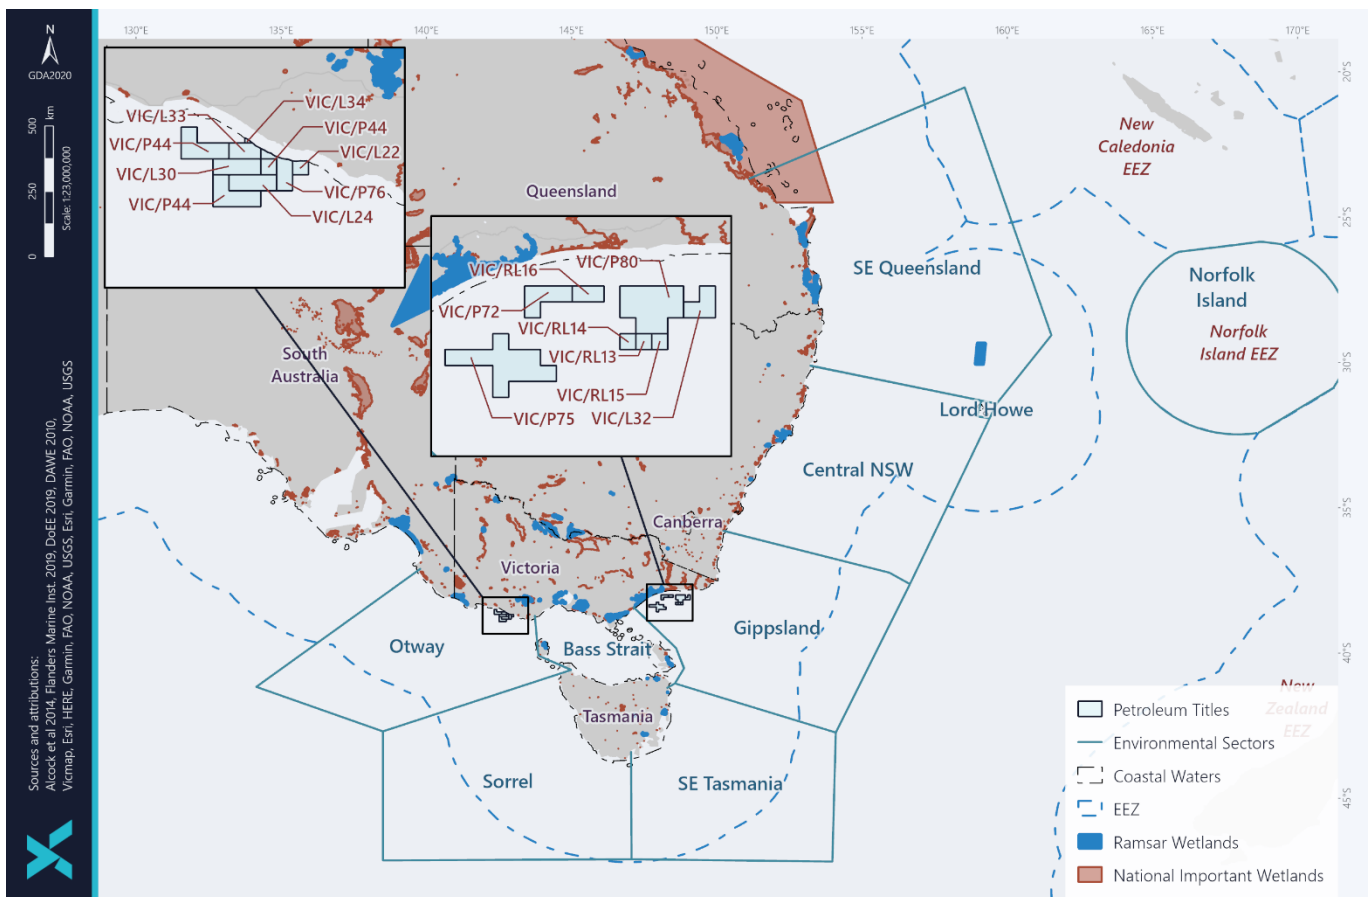 N
GDA2020
500
km
250
0
Scale: 1:23,000,000
Sources and attributions:
Alcock et al 2014, Flanders Marine Inst. 2019, DoEE 2019, DAWE 2010,
Vicmap, Esri, HERE, Garmin, FAO, NOAA, USGS, Esri, Garmin, FAO, NOAA, USGS
130°E
135°E
140°E
145°E
150°E
155°E
160°E
165°E
170°E
20°S
25°S
30°S
35°S
40°S
45°S
VIC/L34
VIC/L33
VIC/P44
VIC/P44
VIC/L22
VIC/L30
VIC/P76
VIC/P44
VIC/L24
VIC/RL16
VIC/P80
VIC/P72
VIC/RL14
VIC/RL13
VIC/RL15
VIC/P75
VIC/L32
Queensland
South
Australia
Canberra
Victoria
Tasmania
New
Caledonia
EEZ
SE Queensland
Norfolk
Island
Norfolk
Island EEZ
Lord Howe
Central NSW
Gippsland
Otway
Bass Strait
Sorrel
SE Tasmania
New
Zealand
EEZ
Petroleum Titles
Environmental Sectors
Coastal Waters
EEZ
Ramsar Wetlands
National Important Wetlands